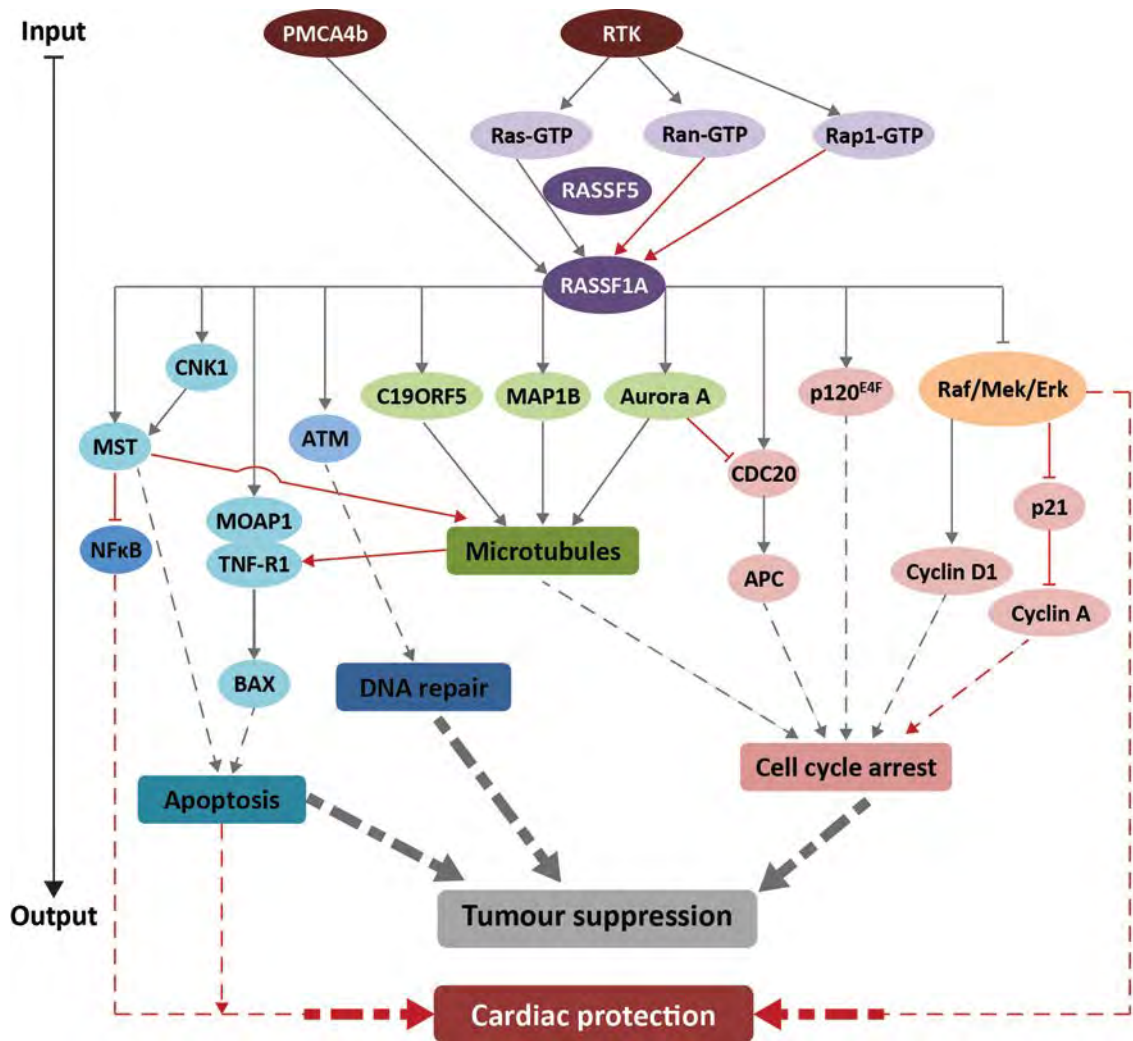 Input
PMCA4b
RTK
Ras-GTP
Ran-GTP
Rap1-GTP
RASSF5
RASSF1A
CNK1
C19ORF5
MAP1B
Aurora A
p120E4F
Raf/Mek/Erk
MST
ATM
CDC20
MOAP1
p21
NFκB
TNF-R1
Microtubules
APC
Cyclin D1
Cyclin A
BAX
DNA repair
Cell cycle arrest
Apoptosis
Output
Tumour suppression
Cardiac protection